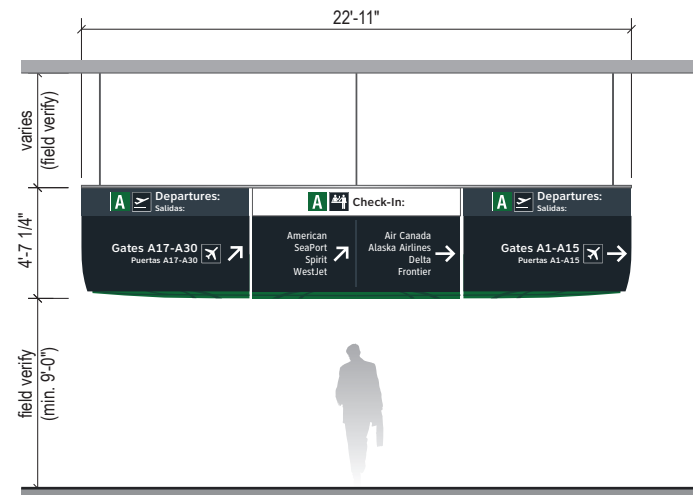 22'-11"
varies
(field verify)
4'-7 1/4"
field verify
(min. 9'-0")
A Departures:
Salidas:
Gates A17-A30
Puertas A17-A30
A Check-In:
American
SeaPort
Spirit
WestJet
Air Canada
Alaska Airlines
Delta
Frontier
A Departures:
Salidas:
Gates A1-A15
Puertas A1-A15